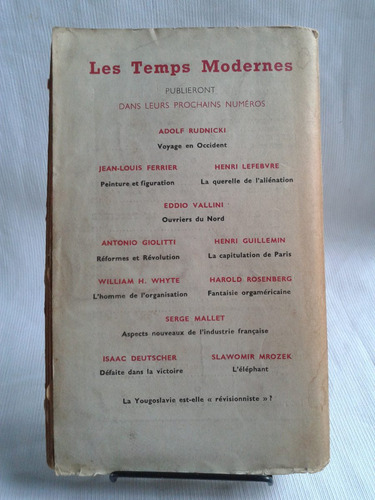 Les Temps Modernes
PUBLIERONT
DANS LEURS PROCHAINS NUMÉROS
ADOLF RUDNICKI
Voyage en Occident
JEAN-LOUIS FERRIER
Peinture et figuration
HENRI LEFEBVRE
La querelle de l'aliénation
EDDIO VALLINI
Ouvriers du Nord
ANTONIO GIOLITTI
Réformes et Révolution
HENRI GUILLEMIN
La capitulation de Paris
WILLIAM H. WHYTE
L'homme de l'organisation
HAROLD ROSENBERG
Fantaisie orgaméricaine
SERGE MALLET
Aspects nouveaux de l'industrie française
ISAAC DEUTSCHER
Défaite dans la victoire
SLAWOMIR MROZEK
L'éléphant
La Yougoslavie est-elle « révisionniste » ?